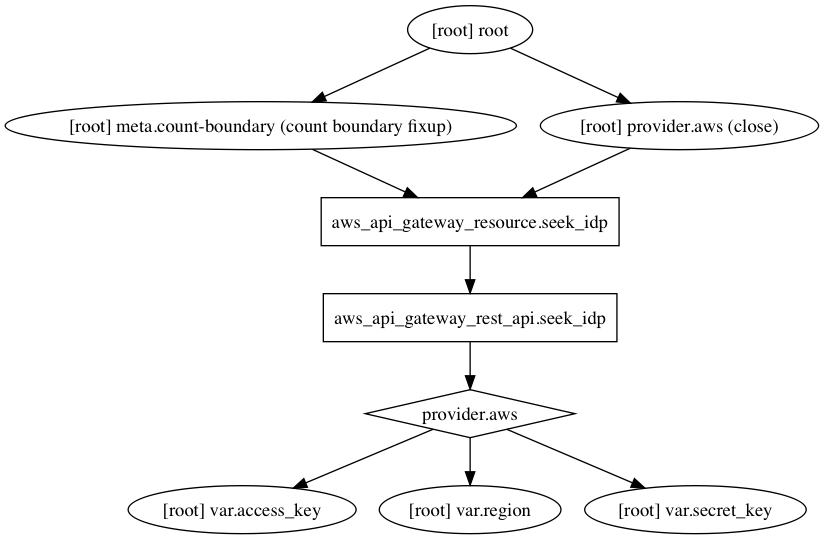 [root] root
[root] meta.count-boundary (count boundary fixup)
[root] provider.aws (close)
aws_api_gateway_resource.seek_idp
aws_api_gateway_rest_api.seek_idp
provider.aws
[root] var.access_key
[root] var.region
[root] var.secret_key